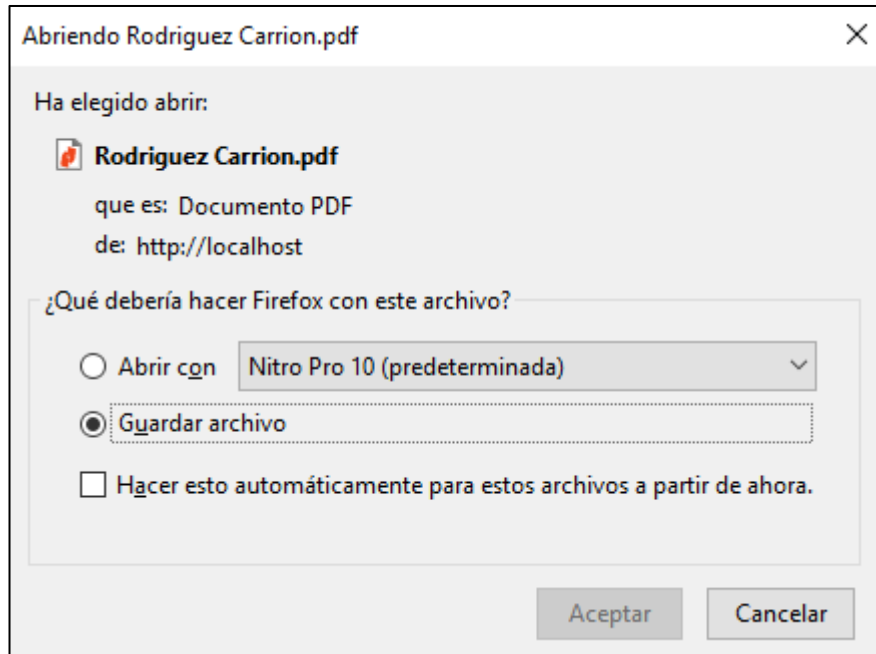 Abriendo Rodriguez Carrion.pdf
Ha elegido abrir:
Rodriguez Carrion.pdf
que es: Documento PDF
de: http://localhost
¿Qué debería hacer Firefox con este archivo?
Abrir con Nitro Pro 10 (predeterminada)
Guardar archivo
Hacer esto automáticamente para estos archivos a partir de ahora.
Aceptar Cancelar